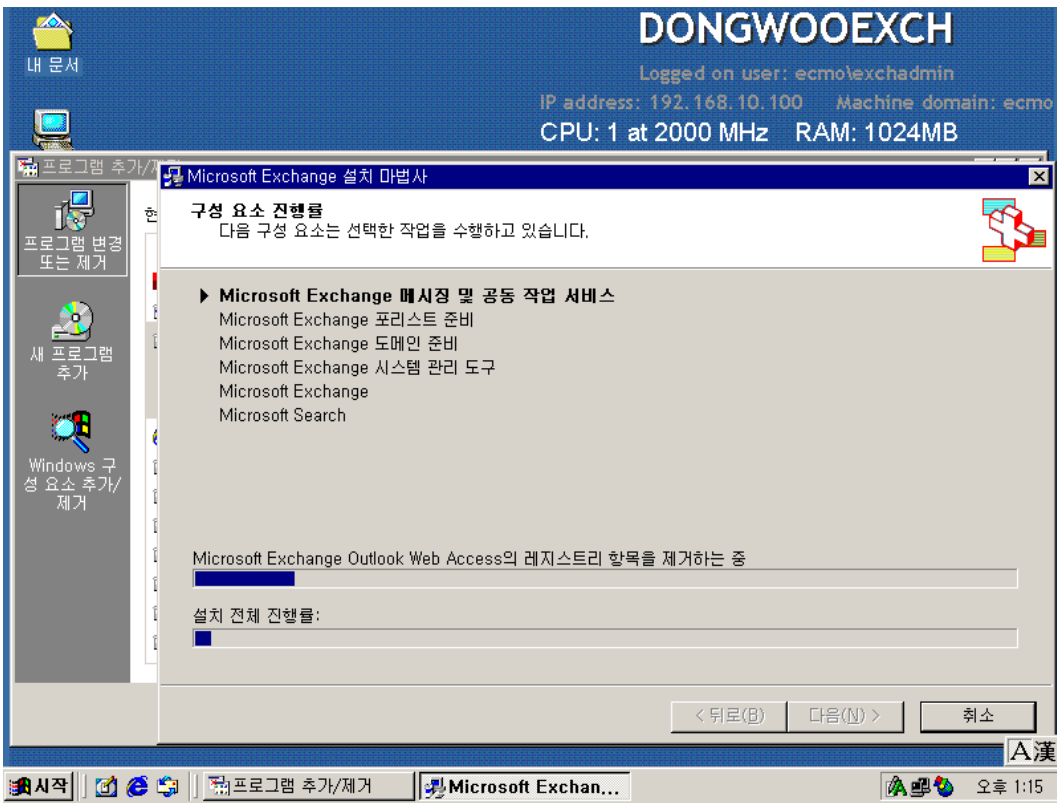 DONGWOOEXCH
내 문서
Logged on user: ecmo\exchadmin
IP address: 192.168.10.100 Machine domain: ecmo
CPU: 1 at 2000 MHz RAM: 1024MB
프로그램 추가/
Microsoft Exchange 설치 마법사
구성 요소 진행률
다음 구성 요소는 선택한 작업을 수행하고 있습니다.
프로그램 변경
또는 제거
새 프로그램
추가
Windows 구
성 요소 추가/
제거
Microsoft Exchange 메시징 및 공동 작업 서비스
Microsoft Exchange 포리스트 준비
Microsoft Exchange 도메인 준비
Microsoft Exchange 시스템 관리 도구
Microsoft Exchange
Microsoft Search
Microsoft Exchange Outlook Web Access의 레지스트리 항목을 제거하는 중
설치 전체 진행률:
< 뒤로(B) 다음(N) > 취소
A漢
시작 프로그램 추가/제거 Microsoft Exchan... 오후 1:15